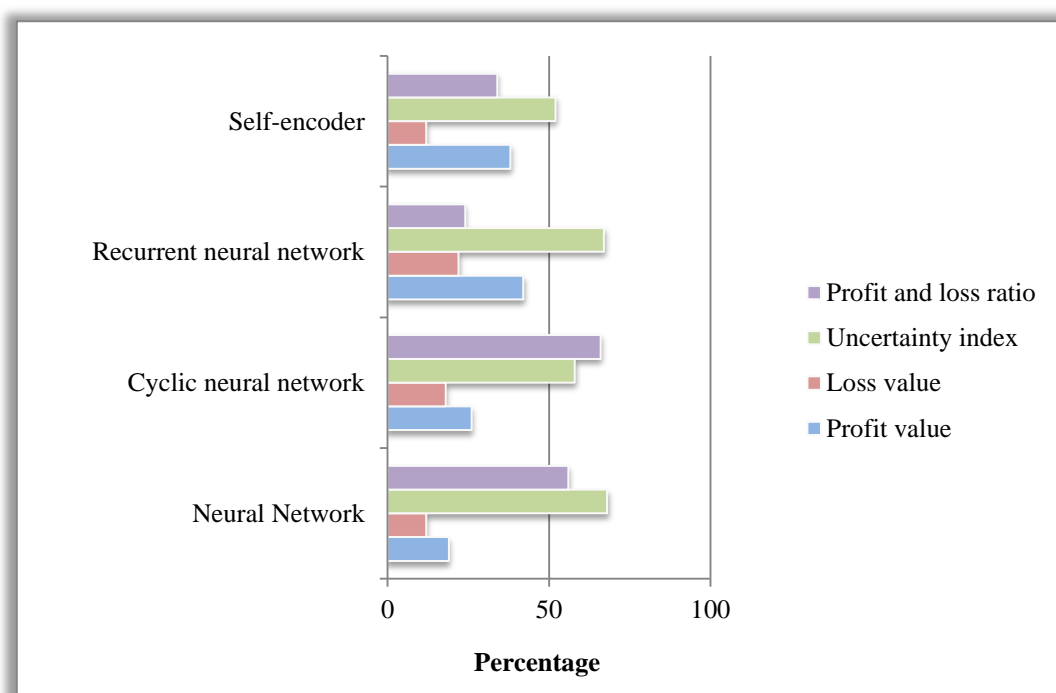 Self-encoder
Recurrent neural network
Cyclic neural network
Neural Network
0 50 100
Percentage
Profit and loss ratio
Uncertainty index
Loss value
Profit value